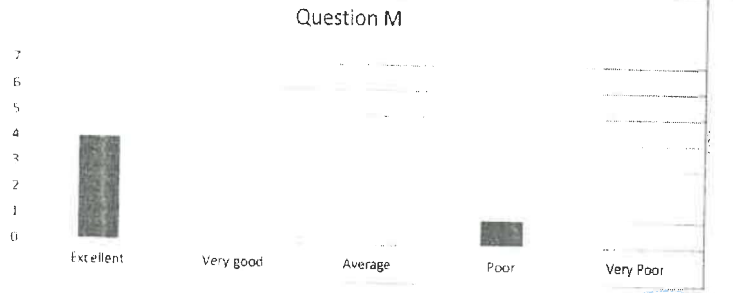 Question M
7
6
5
4
3
2
1
0
Excellent
Very good
Average
Poor
Very Poor